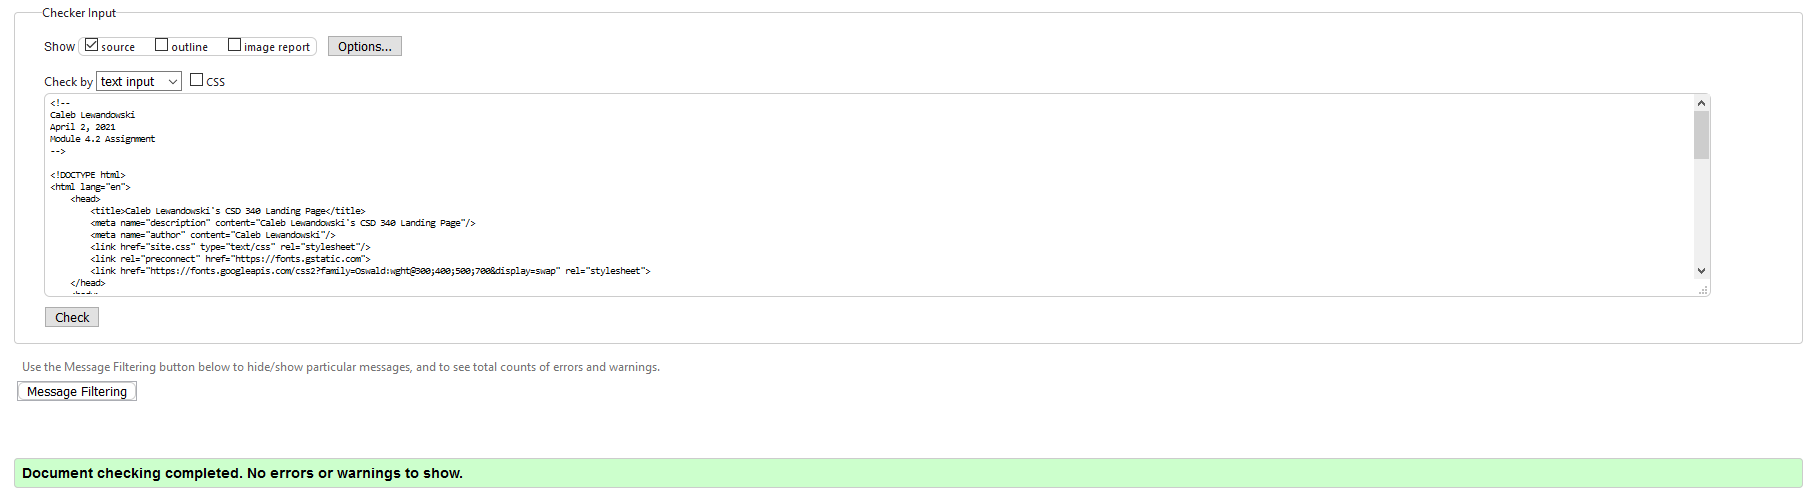 Checker Input
Show source outline image report Options...
Check by text input CSS
<!--
Caleb Lewandowski
April 2, 2021
Module 4.2 Assignment
-->
<!DOCTYPE html>
<html lang="en">
<head>
<title>Caleb Lewandowski's CSD 340 Landing Page</title>
<meta name="description" content="Caleb Lewandowski's CSD 340 Landing Page"/>
<meta name="author" content="Caleb Lewandowski"/>
<link href="site.css" type="text/css" rel="stylesheet"/>
<link rel="preconnect" href="https://fonts.gstatic.com">
<link href="https://fonts.googleapis.com/css2?family=Oswald:wght@300;400;500;700&display=swap" rel="stylesheet">
</head>
Check
Use the Message Filtering button below to hide/show particular messages, and to see total counts of errors and warnings.
Message Filtering
Document checking completed. No errors or warnings to show.